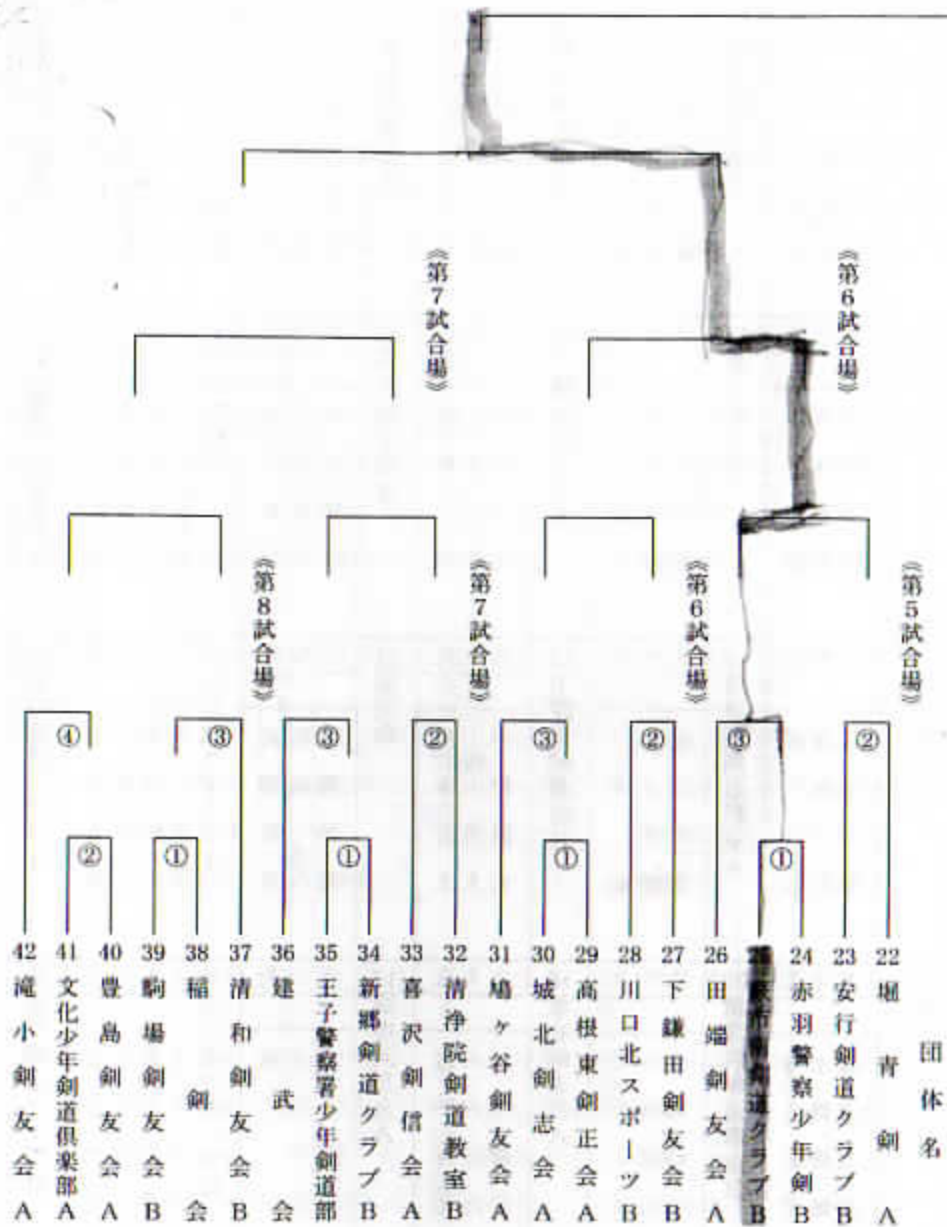 《第6試合場》
《第7試合場》
《第5試合場》
《第6試合場》
《第7試合場》
《第8試合場》
② ③ ② ③ ② ③ ③ ④
① ① ① ① ②
団体名
22 堀青剣A
23 安行剣道クラブB
24 赤羽警察少年剣B
市剣道クラブB
26 田端剣友会A
27 下鎌田剣友会B
28 川口北スポーツB
29 高根東剣正会A
30 城北剣志会A
31 鳩ヶ谷剣友会A
32 清浄院剣道教室B
33 喜沢剣信会A
34 新郷剣道クラブB
35 王子警察署少年剣道部
36 建武会
37 清和剣友会B
38 稲剣会
39 駒場剣友会B
40 豊島剣友会A
41 文化少年剣道倶楽部A
42 滝小剣友会A